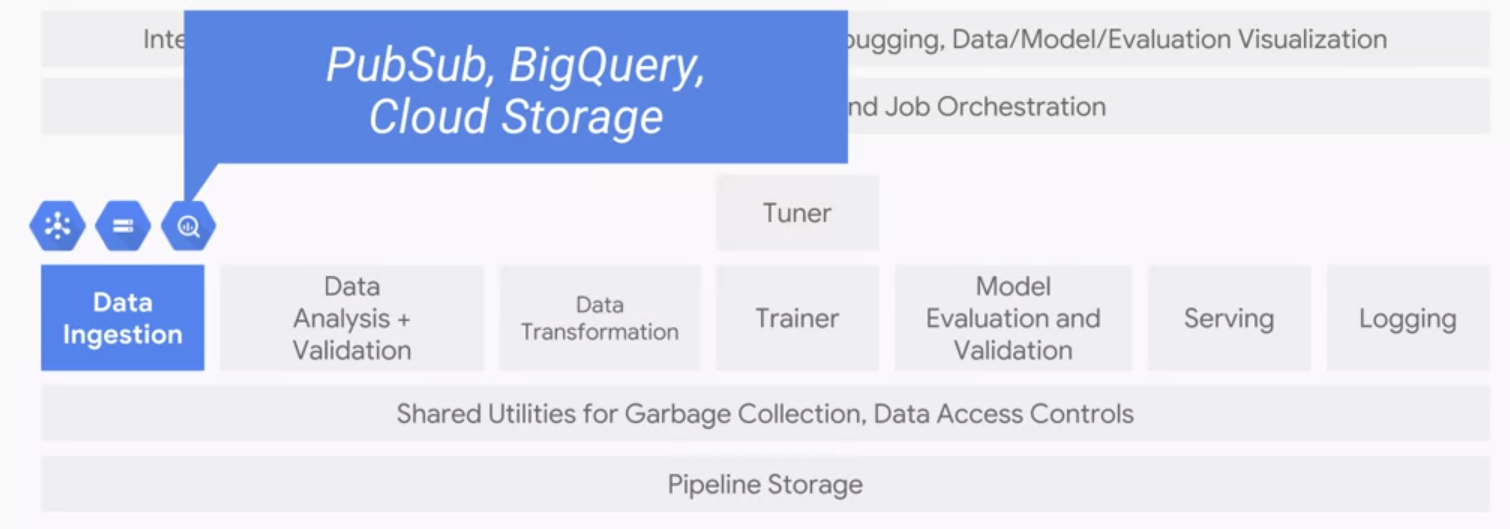 PubSub, BigQuery,
Cloud Storage
Inte
bugging, Data/Model/Evaluation Visualization
nd Job Orchestration
Tuner
Data
Ingestion
Data
Analysis +
Validation
Data
Transformation
Trainer
Model
Evaluation and
Validation
Serving
Logging
Shared Utilities for Garbage Collection, Data Access Controls
Pipeline Storage